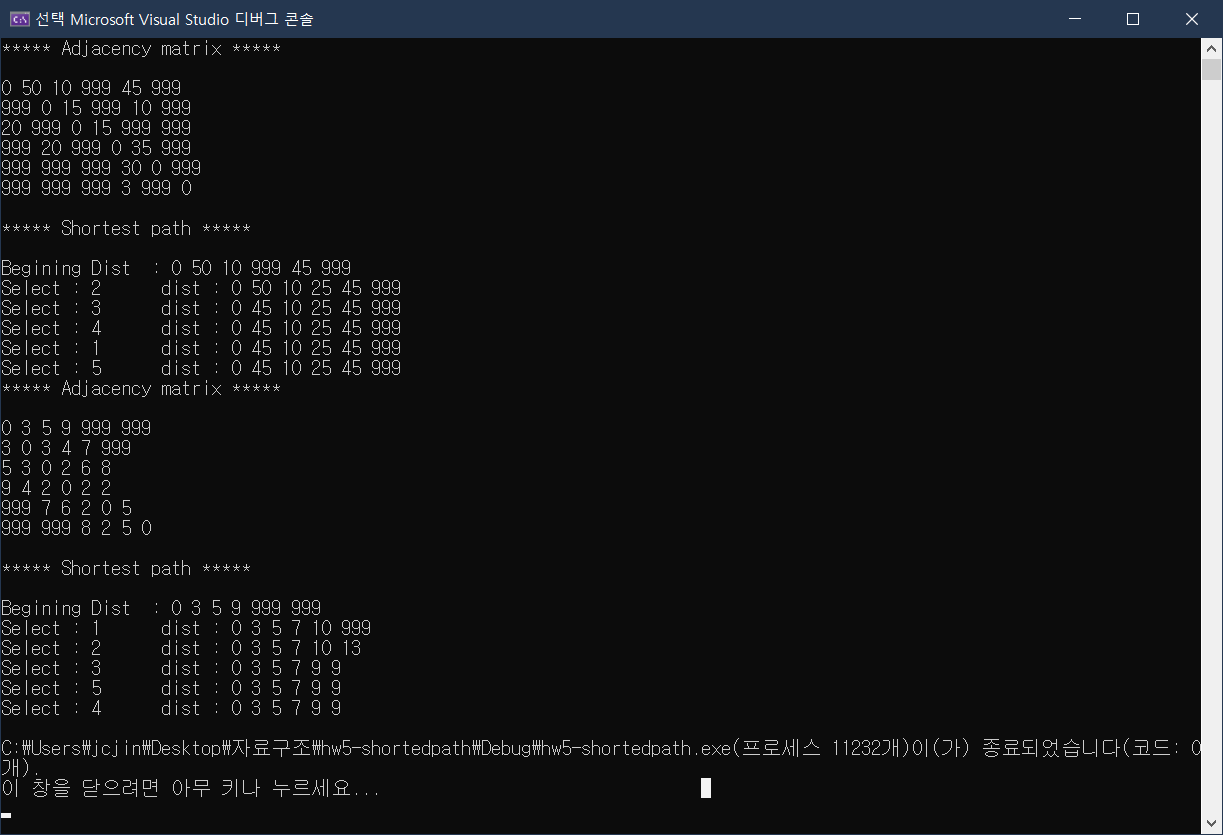 선택 Microsoft Visual Studio 디버그 콘솔
***** Adjacency matrix *****
0 50 10 999 45 999
999 0 15 999 10 999
20 999 0 15 999 999
999 20 999 0 35 999
999 999 999 30 0 999
999 999 999 3 999 0
***** Shortest path *****
Begining Dist  : 0 50 10 999 45 999
Select : 2      dist : 0 50 10 25 45 999
Select : 3      dist : 0 45 10 25 45 999
Select : 4      dist : 0 45 10 25 45 999
Select : 1      dist : 0 45 10 25 45 999
Select : 5      dist : 0 45 10 25 45 999
***** Adjacency matrix *****
0 3 5 9 999 999
3 0 3 4 7 999
5 3 0 2 6 8
9 4 2 0 2 2
999 7 6 2 0 5
999 999 8 2 5 0
***** Shortest path *****
Begining Dist  : 0 3 5 9 999 999
Select : 1      dist : 0 3 5 7 10 999
Select : 2      dist : 0 3 5 7 10 13
Select : 3      dist : 0 3 5 7 9 9
Select : 5      dist : 0 3 5 7 9 9
Select : 4      dist : 0 3 5 7 9 9
C:₩Users₩jcjin₩Desktop₩자료구조₩hw5-shortedpath₩Debug₩hw5-shortedpath.exe(프로세스 11232개)이(가) 종료되었습니다(코드: 0
개).
이 창을 닫으려면 아무 키나 누르세요...